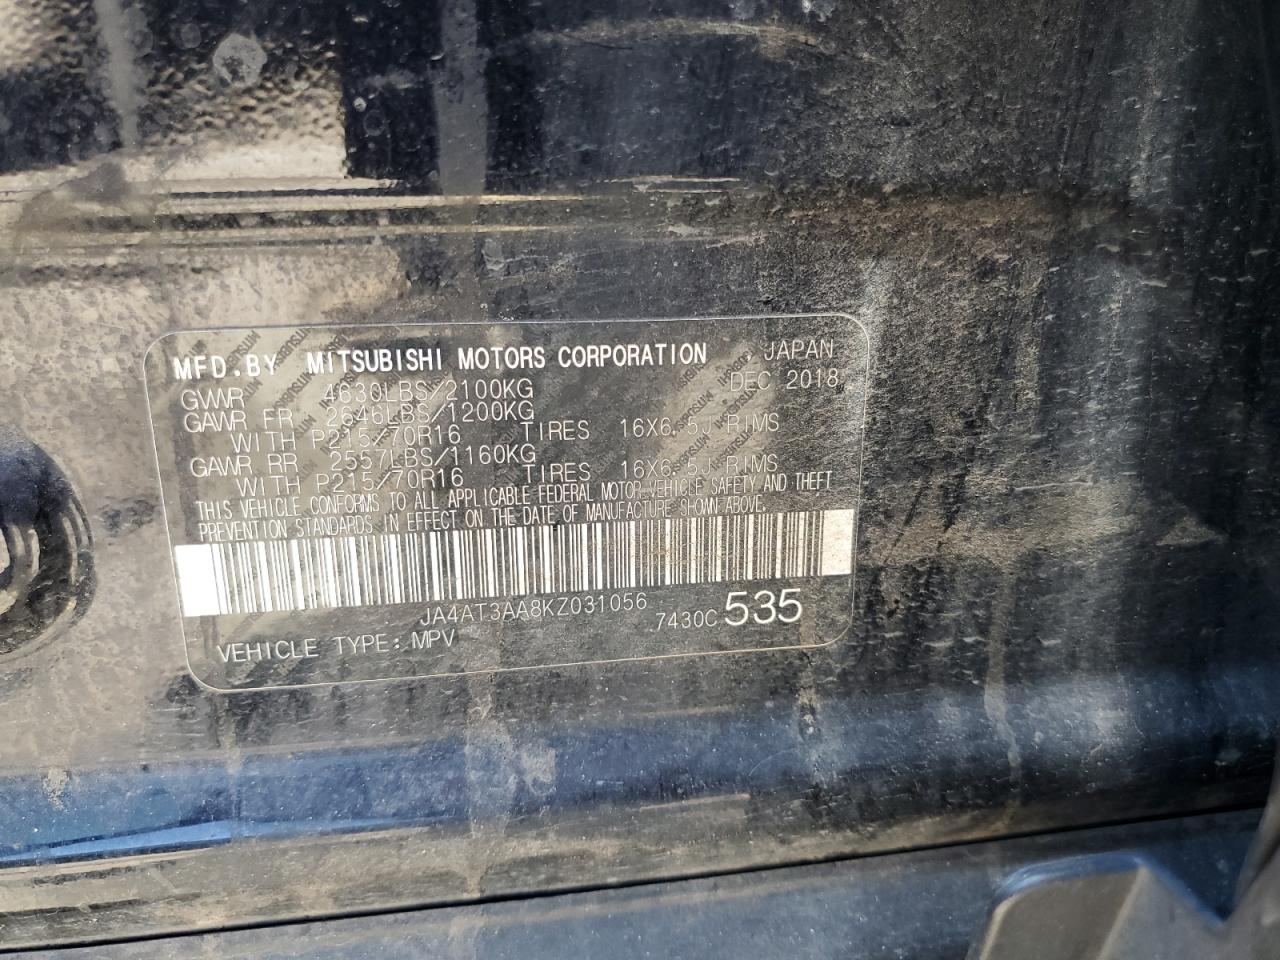 MFD.BY MITSUBISHI MOTORS CORPORATION JAPAN
GVWR 4630LBS/2100KG DEC 2018
GAWR FR 2646LBS/1200KG
WITH P215/70R16 TIRES 16X6.5J RIMS
GAWR RR 2557LBS/1160KG
WITH P215/70R16 TIRES 16X6.5J RIMS
THIS VEHICLE CONFORMS TO ALL APPLICABLE FEDERAL MOTOR VEHICLE SAFETY AND THEFT
PREVENTION STANDARDS IN EFFECT ON THE DATE OF MANUFACTURE SHOWN ABOVE.
JA4AT3AA8KZ031056
7430C 535
VEHICLE TYPE: MPV